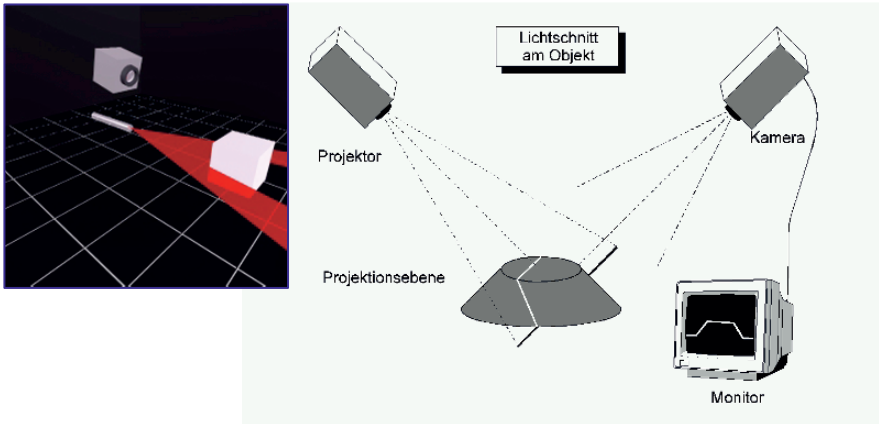 Lichtschnitt
am Objekt
Projektor
Kamera
Projektionsebene
Monitor